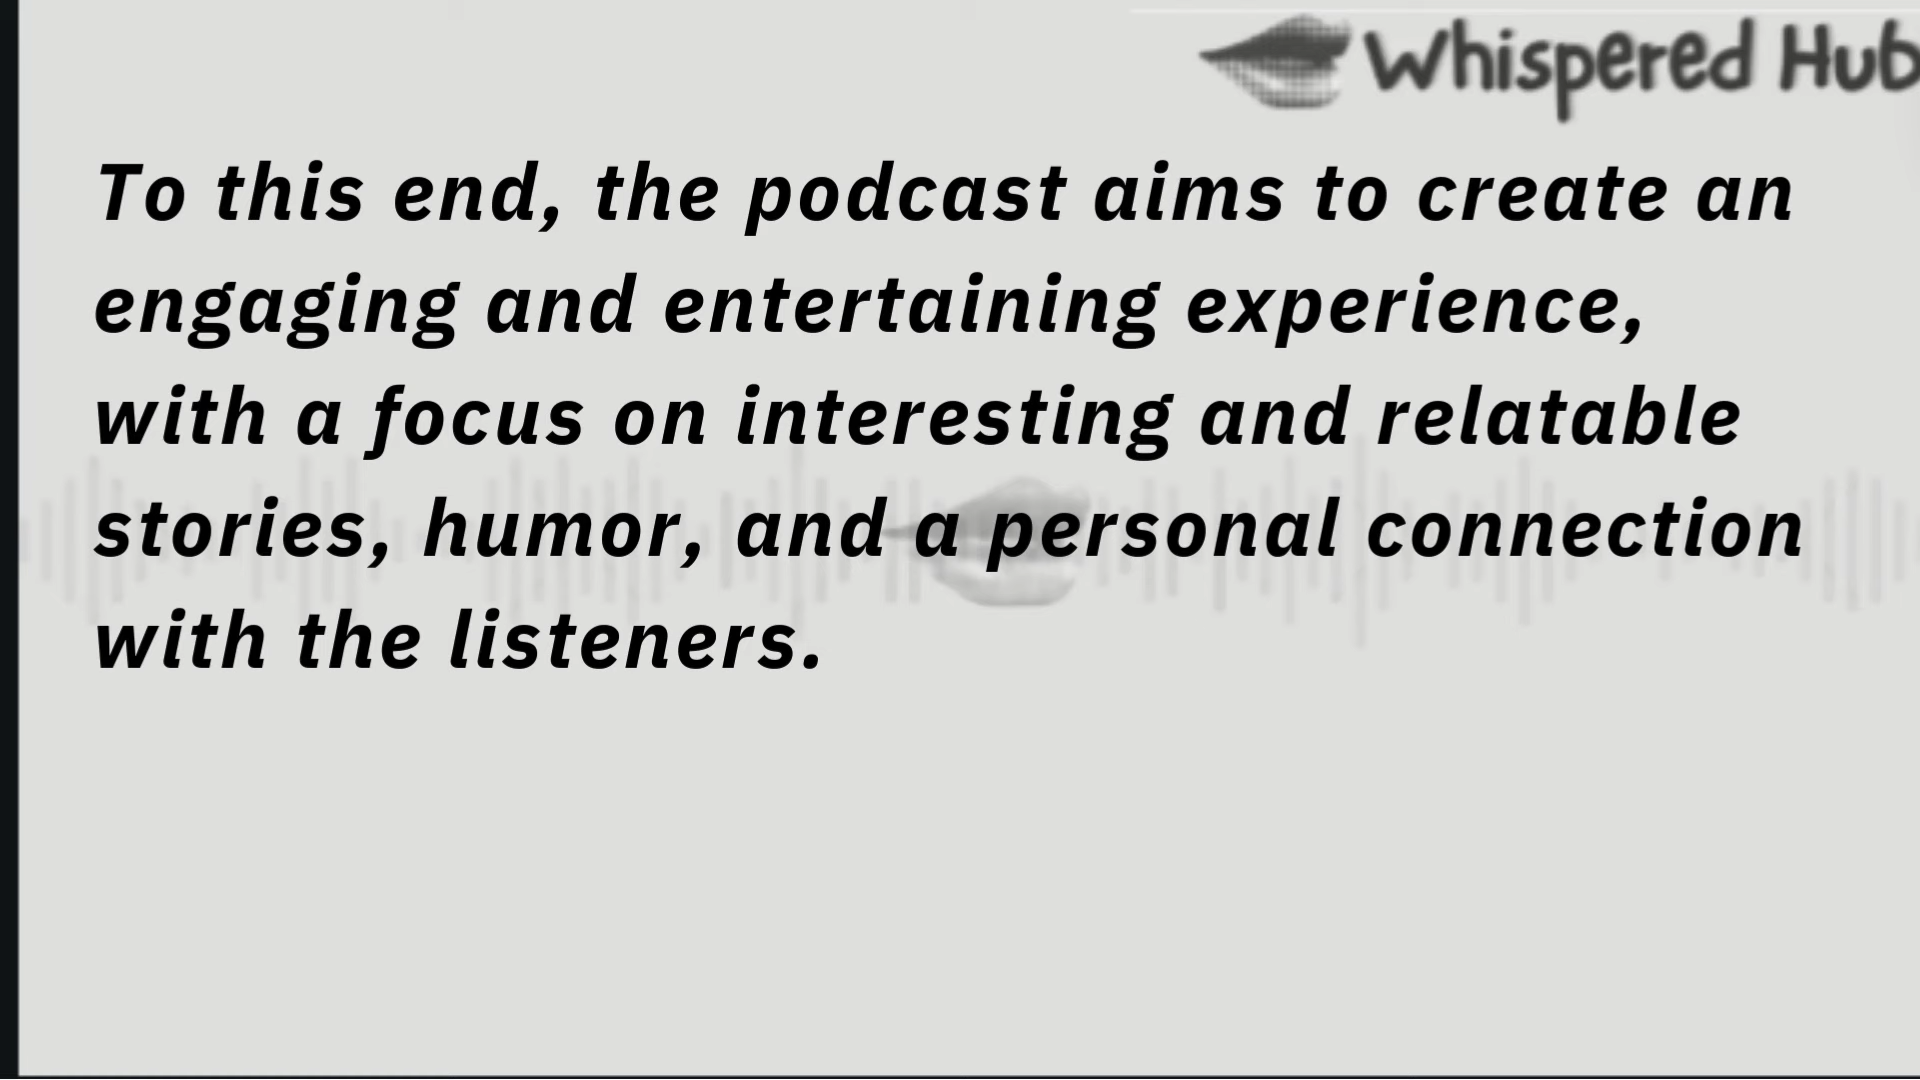 Whispered Hub
To this end, the podcast aims to create an
engaging and entertaining experience,
with a focus on interesting and relatable
stories, humor, and a personal connection
with the listeners.